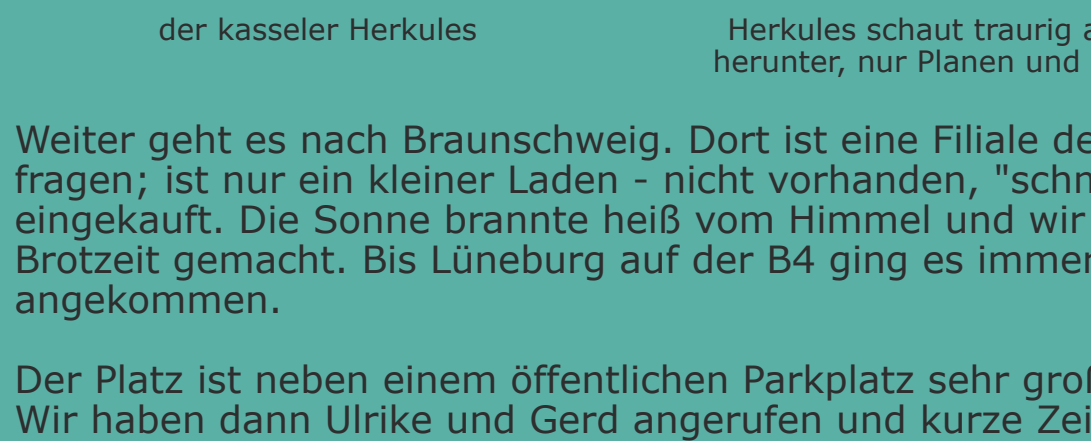 der kasseler Herkules
Herkules schaut traurig
herunter, nur Planen und
Weiter geht es nach Braunschweig. Dort ist eine Filiale
fragen; ist nur ein kleiner Laden - nicht vorhanden,
eingekauft. Die Sonne brannte heiß vom Himmel und wir
Brotzeit gemacht. Bis Lüneburg auf der B4 ging es immer
angekommen.
Der Platz ist neben einem öffentlichen Parkplatz sehr groß
Wir haben dann Ulrike und Gerd angerufen und kurze